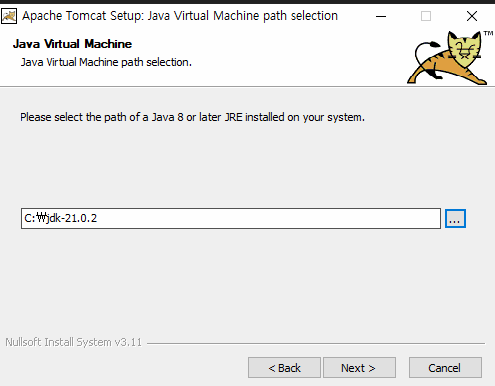 Apache Tomcat Setup: Java Virtual Machine path selection
Java Virtual Machine
Java Virtual Machine path selection.
TM
Please select the path of a Java 8 or later JRE installed on your system.
C:₩jdk-21.0.2
...
Nullsoft Install System v3.11
< Back
Next >
Cancel